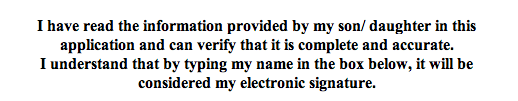 I have read the information provided by my son/ daughter in this
application and can verify that it is complete and accurate.
I understand that by typing my name in the box below, it will be
considered my electronic signature.